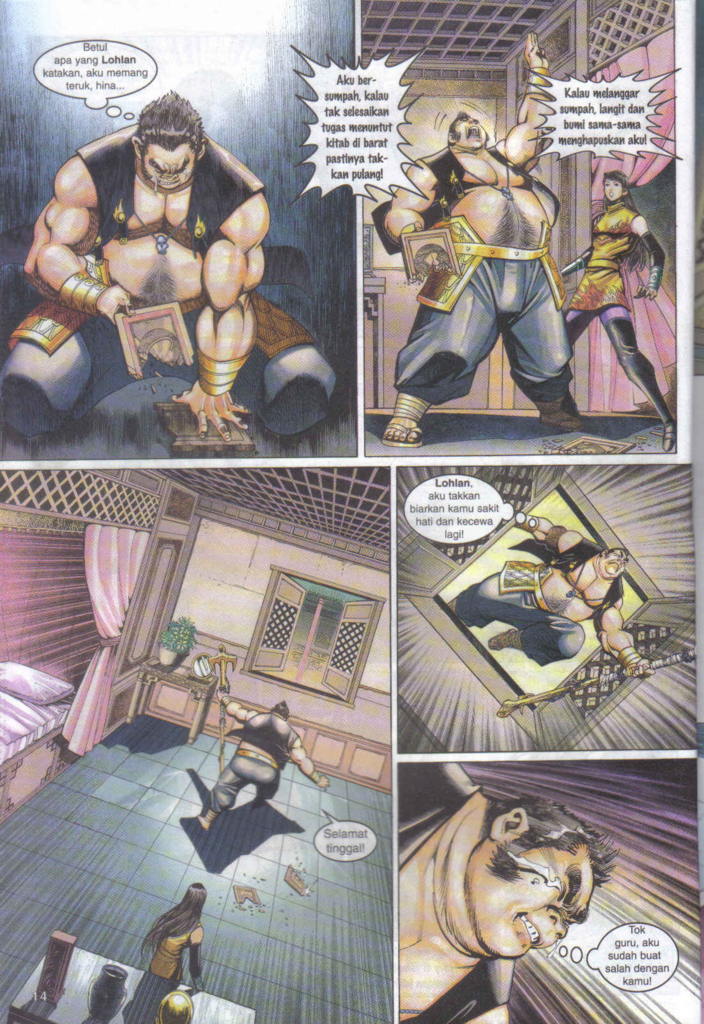 Betul
apa yang Lohlan
katakan, aku memang
teruk, hina...
Aku ber-
sumpah, kalau
tak selesaikan
tugas menuntut
kitab di barat
pastinya tak-
kan pulang!
Kalau melanggar
sumpah, langit dan
bumi sama-sama
menghapuskan aku!
Selamat
tinggal!
Lohlan,
aku takkan
biarkan kamu sakit
hati dan kecewa
lagi!
Tok
guru, aku
sudah buat
salah dengan
kamu!
14